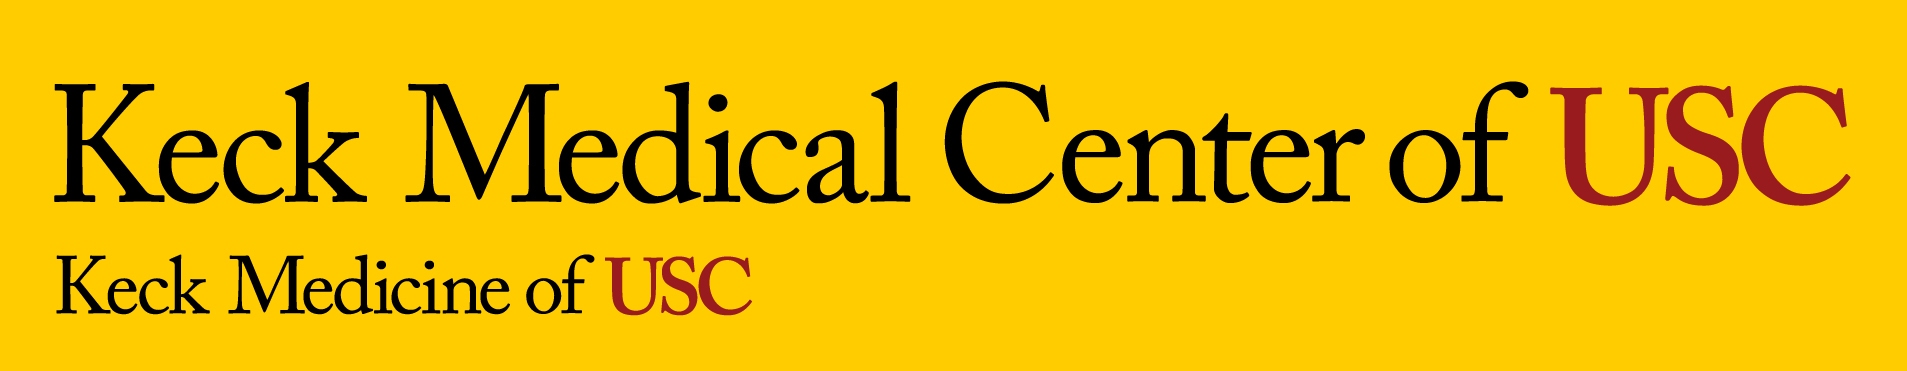 Keck Medical Center of USC
Keck Medicine of USC